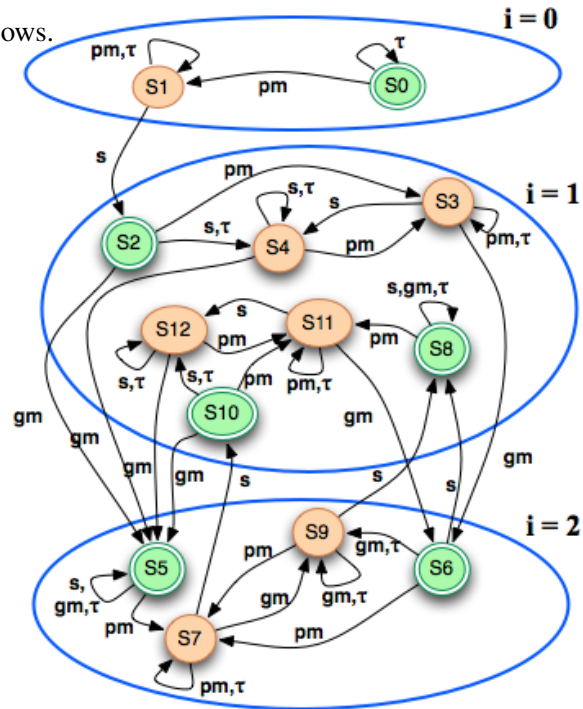 ows.
i = 0
pm,τ
τ
S1
S0
pm
s
pm
S3
i = 1
s,τ
s
S2
s,τ
S4
pm
pm,τ
s
s,gm,τ
S12
S11
pm
pm
S8
s,τ
s,τ
pm
pm,τ
S10
gm
gm
gm
gm
gm
gm
s
s
s
i = 2
S9
pm
gm,τ
S5
S6
s,
gm,τ
gm
gm,τ
pm
S7
pm
pm,τ